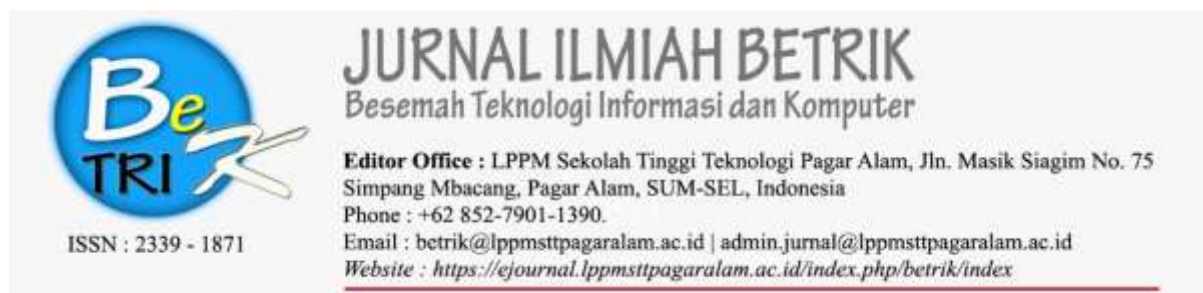 Be
TRIK
ISSN : 2339 - 1871
JURNAL ILMIAH BETRIK
Besemah Teknologi Informasi dan Komputer
Editor Office : LPPM Sekolah Tinggi Teknologi Pagar Alam, Jln. Masik Siagim No. 75
Simpang Mbacang, Pagar Alam, SUM-SEL, Indonesia
Phone : +62 852-7901-1390.
Email : betrik@lppmsttpagaralam.ac.id | admin.jurnal@lppmsttpagaralam.ac.id
Website : https://ejournal.lppmsttpagaralam.ac.id/index.php/betrik/index